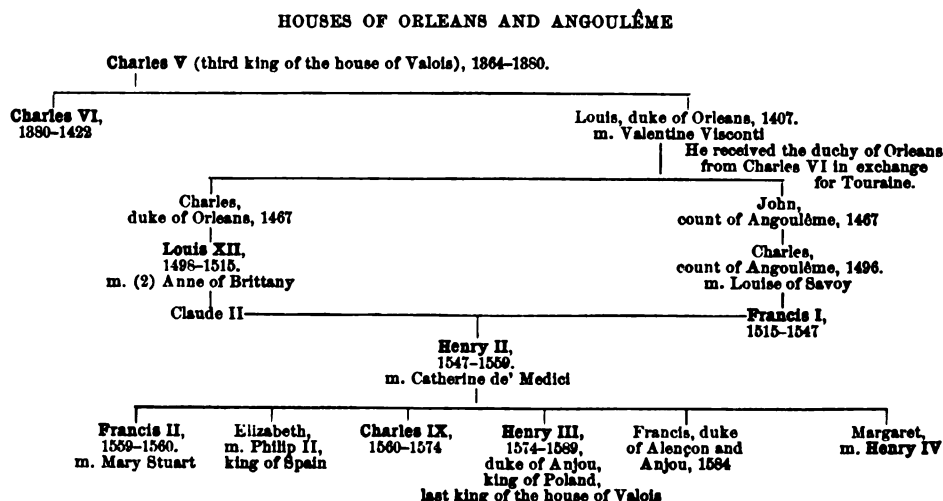 HOUSES OF ORLEANS AND ANGOULÊME
Charles V (third king of the house of Valois), 1364–1380.
Charles VI,
1380–1422
Louis, duke of Orleans, 1407.
m. Valentine Visconti
He received the duchy of Orleans
from Charles VI in exchange
for Touraine.
Charles,
duke of Orleans, 1467
John,
count of Angoulême, 1467
Louis XII,
1498–1515.
m. (2) Anne of Brittany
Charles,
count of Angoulême, 1496.
m. Louise of Savoy
Claude II
Francis I,
1515–1547
Henry II,
1547–1559.
m. Catherine de' Medici
Francis II,
1559–1560.
m. Mary Stuart
Elizabeth,
m. Philip II,
king of Spain
Charles IX,
1560–1574
Henry III,
1574–1589,
duke of Anjou,
king of Poland,
last king of the house of Valois
Francis, duke
of Alençon and
Anjou, 1584
Margaret,
m. Henry IV